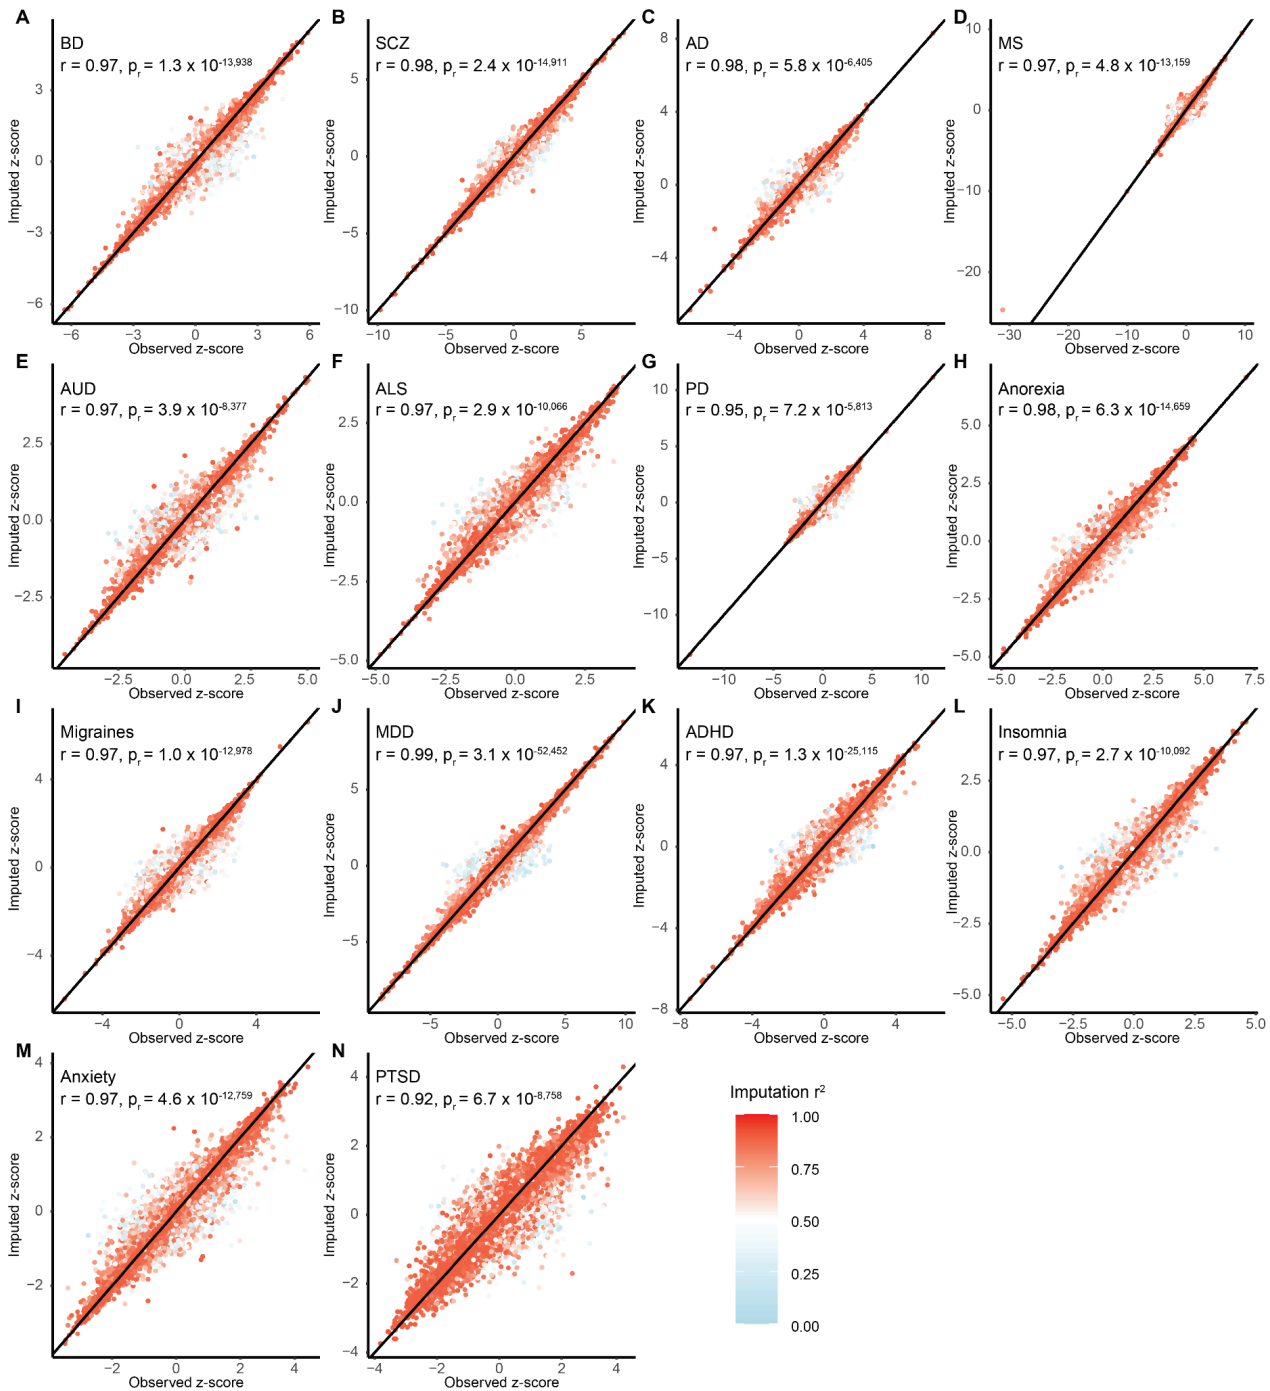 A
BD
r = 0.97, pr = 1.3 x 10-13,938
3
0
−3
−6
−6 −3 0 3 6
Imputed z-score
Observed z-score
B
SCZ
r = 0.98, pr = 2.4 x 10-14,911
5
0
−5
−10
−10 −5 0 5
Imputed z-score
Observed z-score
C
AD
r = 0.98, pr = 5.8 x 10-6,405
8
4
0
−4
−4 0 4 8
Imputed z-score
Observed z-score
D
MS
r = 0.97, pr = 4.8 x 10-13,159
10
0
−10
−20
−30 −20 −10 0 10
Imputed z-score
Observed z-score
E
AUD
r = 0.97, pr = 3.9 x 10-8,377
2.5
0.0
−2.5
−2.5 0.0 2.5 5.0
Imputed z-score
Observed z-score
F
ALS
r = 0.97, pr = 2.9 x 10-10,066
2.5
0.0
−2.5
−5.0
−5.0 −2.5 0.0 2.5
Imputed z-score
Observed z-score
G
PD
r = 0.95, pr = 7.2 x 10-5,813
10
5
0
−5
−10
−10 −5 0 5 10
Imputed z-score
Observed z-score
H
Anorexia
r = 0.98, pr = 6.3 x 10-14,659
5.0
2.5
0.0
−2.5
−5.0
−5.0 −2.5 0.0 2.5 5.0 7.5
Imputed z-score
Observed z-score
I
Migraines
r = 0.97, pr = 1.0 x 10-12,978
4
0
−4
−4 0 4
Imputed z-score
Observed z-score
J
MDD
r = 0.99, pr = 3.1 x 10-52,452
5
0
−5
−5 0 5 10
Imputed z-score
Observed z-score
K
ADHD
r = 0.97, pr = 1.3 x 10-25,115
4
0
−4
−8
−8 −4 0 4
Imputed z-score
Observed z-score
L
Insomnia
r = 0.97, pr = 2.7 x 10-10,092
2.5
0.0
−2.5
−5.0
−5.0 −2.5 0.0 2.5 5.0
Imputed z-score
Observed z-score
M
Anxiety
r = 0.97, pr = 4.6 x 10-12,759
4
2
0
−2
−2 0 2 4
Imputed z-score
Observed z-score
N
PTSD
r = 0.92, pr = 6.7 x 10-8,758
4
2
0
−2
−4
−4 −2 0 2 4
Imputed z-score
Observed z-score
Imputation r2
1.00
0.75
0.50
0.25
0.00